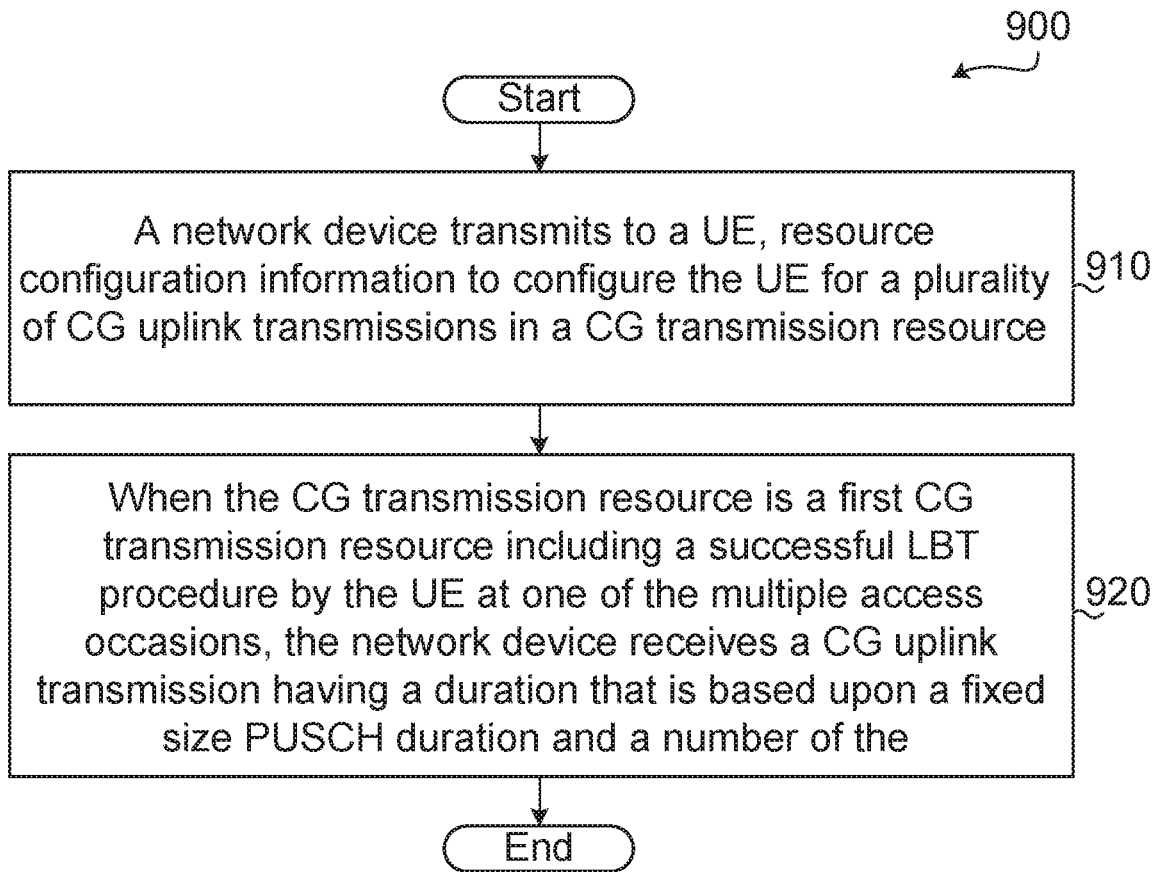 900
Start
A network device transmits to a UE, resource
configuration information to configure the UE for a plurality
of CG uplink transmissions in a CG transmission resource
910
When the CG transmission resource is a first CG
transmission resource including a successful LBT
procedure by the UE at one of the multiple access
occasions, the network device receives a CG uplink
transmission having a duration that is based upon a fixed
size PUSCH duration and a number of the
920
End